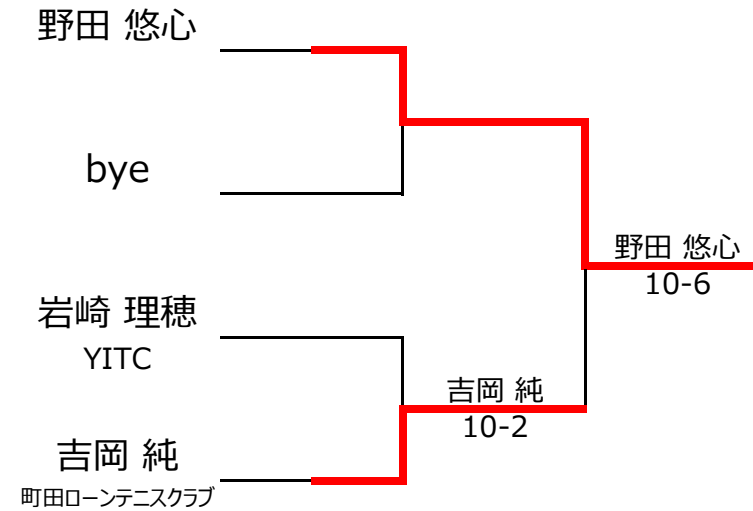 野田 悠心
bye
野田 悠心
10-6
岩崎 理穂
YITC
吉岡 純
10-2
吉岡 純
町田ローンテニスクラブ